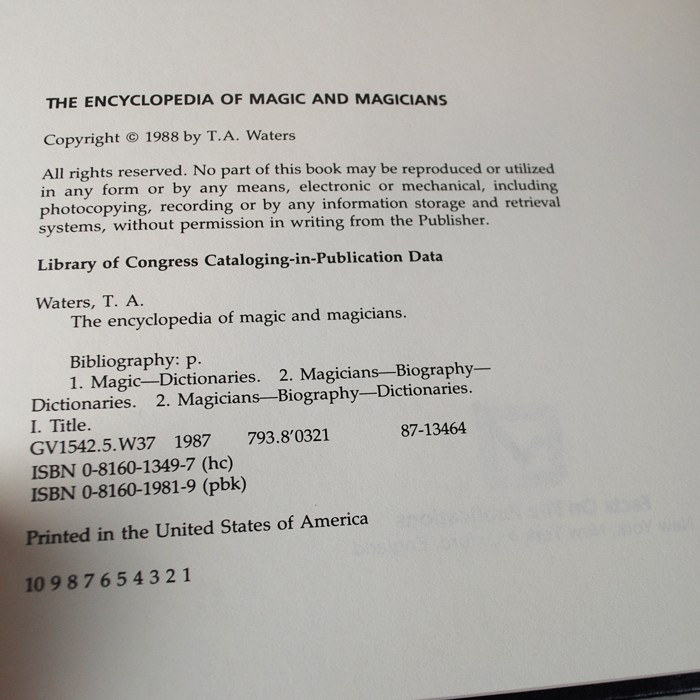 THE ENCYCLOPEDIA OF MAGIC AND MAGICIANS
Copyright © 1988 by T.A. Waters
All rights reserved. No part of this book may be reproduced or utilized
in any form or by any means, electronic or mechanical, including
photocopying, recording or by any information storage and retrieval
systems, without permission in writing from the Publisher.
Library of Congress Cataloging-in-Publication Data
Waters, T. A.
The encyclopedia of magic and magicians.
Bibliography: p.
1. Magic—Dictionaries. 2. Magicians—Biography—
Dictionaries. 2. Magicians—Biography—Dictionaries.
I. Title.
GV1542.5.W37 1987 793.8'0321 87-13464
ISBN 0-8160-1349-7 (hc)
ISBN 0-8160-1981-9 (pbk)
Printed in the United States of America
10 9 8 7 6 5 4 3 2 1